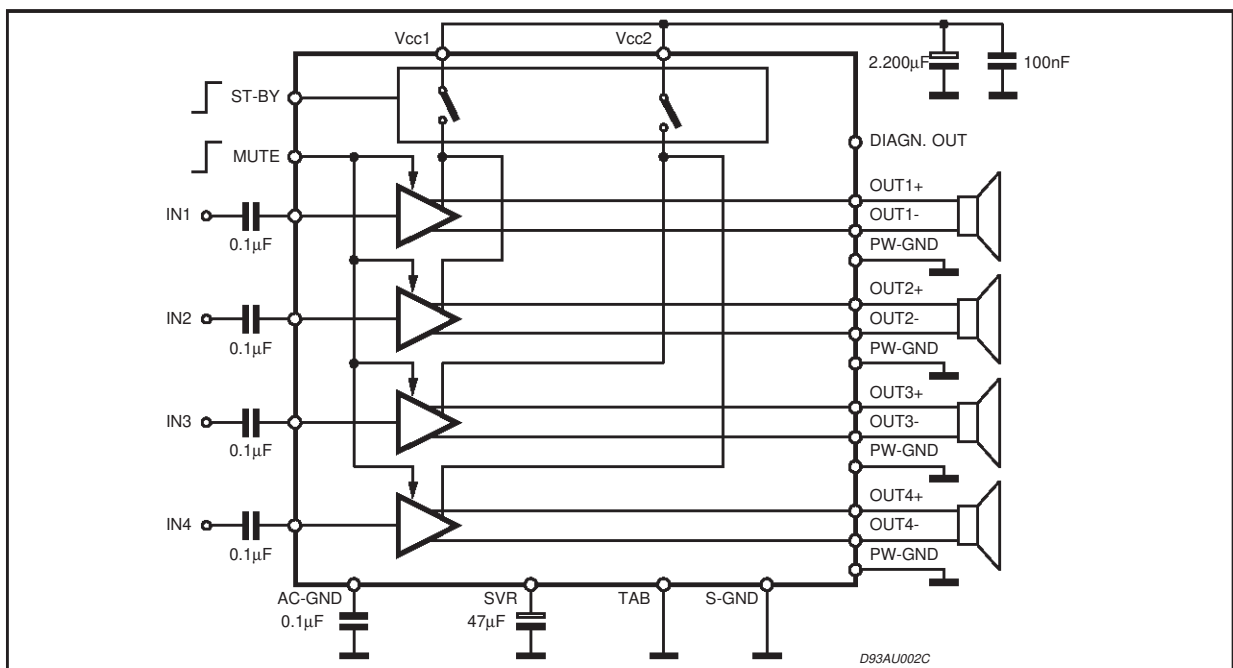 Vcc1
Vcc2
2.200µF
100nF
ST-BY
DIAGN. OUT
MUTE
OUT1+
IN1
OUT1-
0.1µF
PW-GND
OUT2+
IN2
OUT2-
0.1µF
PW-GND
OUT3+
IN3
OUT3-
0.1µF
PW-GND
OUT4+
IN4
OUT4-
0.1µF
PW-GND
AC-GND
SVR
TAB
S-GND
0.1µF
47µF
D93AU002C